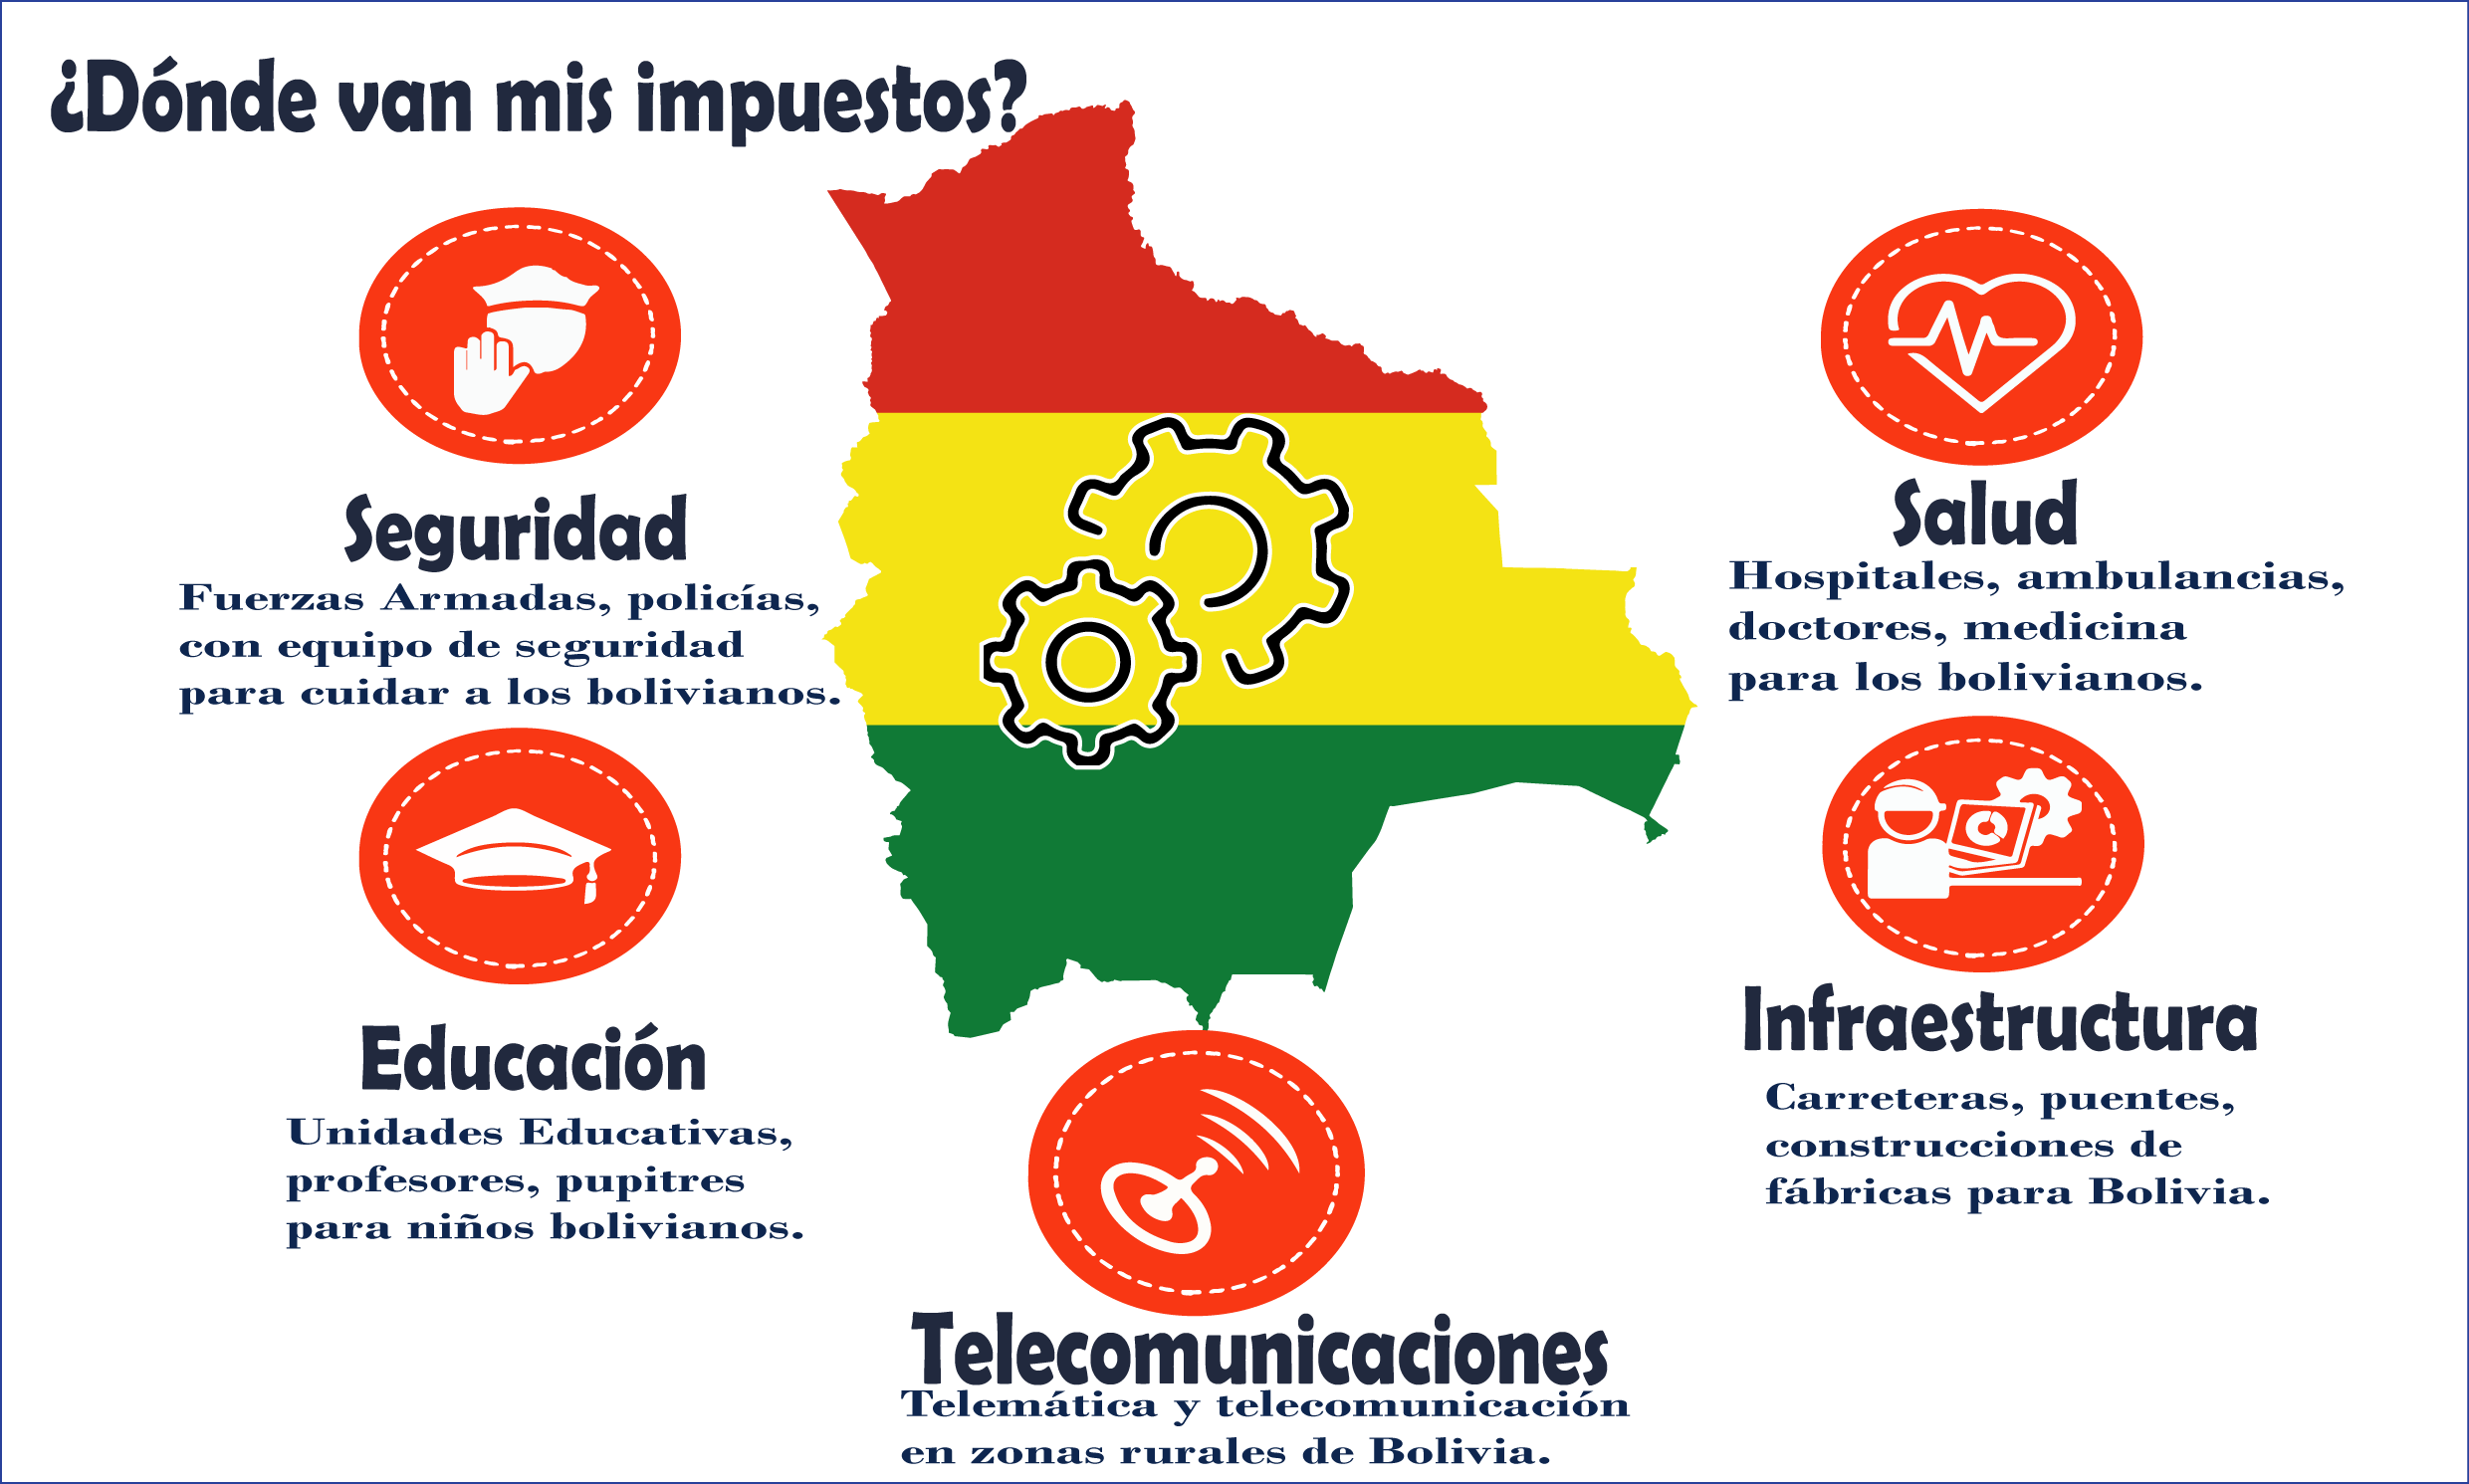 ¿Dónde van mis impuestos?
Seguridad
Fuerzas Armadas, policías,
con equipo de seguridad
para cuidar a los bolivianos.
Salud
Hospitales, ambulancias,
doctores, medicina
para los bolivianos.
Educación
Unidades Educativas,
profesores, pupitres
para niños bolivianos.
Infraestructura
Carreteras, puentes,
construcciones de
fábricas para Bolivia.
Telecomunicaciones
Telemática y telecomunicación
en zonas rurales de Bolivia.